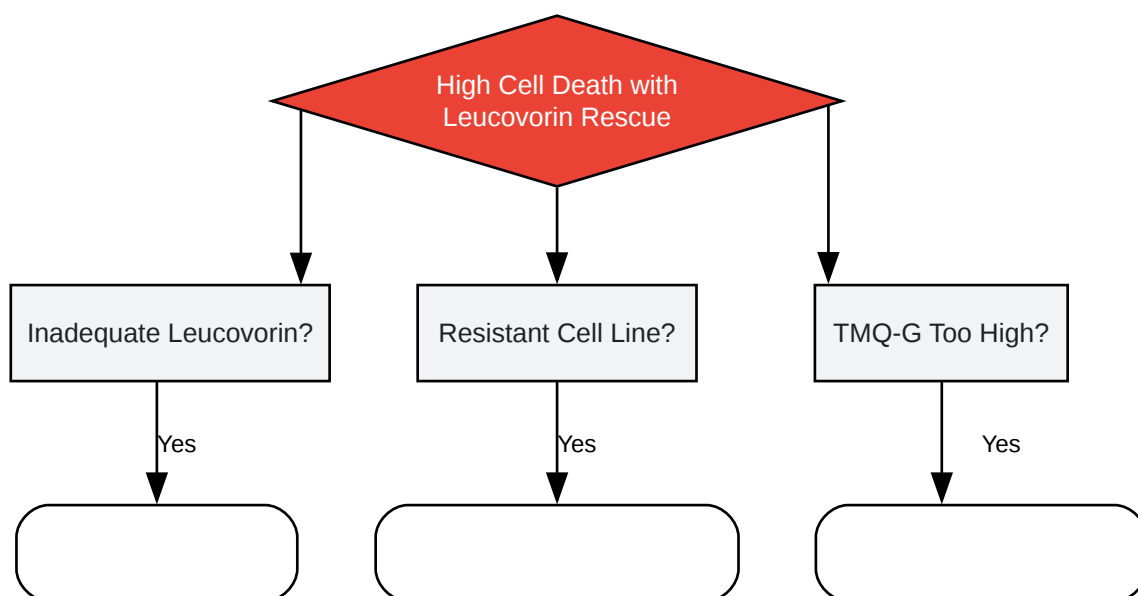 High Cell Death with
Leucovorin Rescue
Inadequate Leucovorin?
Resistant Cell Line?
TMQ-G Too High?
Yes
Yes
Yes